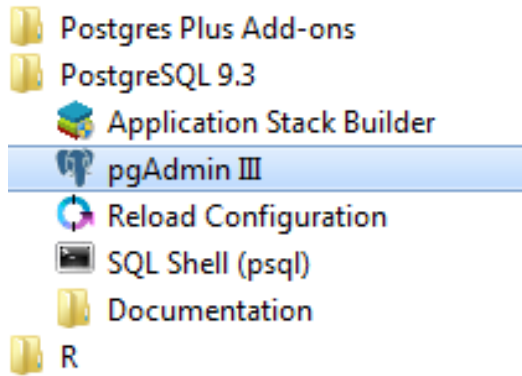 Postgres Plus Add-ons
PostgreSQL 9.3
Application Stack Builder
pgAdmin III
Reload Configuration
SQL Shell (psql)
Documentation
R